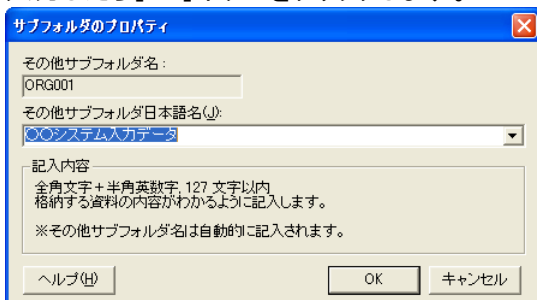 サブフォルダのプロパティ
その他サブフォルダ名:
ORG001
その他サブフォルダ日本語名(J):
〇〇システム入力データ
記入内容
全角文字+半角英数字, 127 文字以内
格納する資料の内容がわかるように記入します。
※その他サブフォルダ名は自動的に記入されます。
ヘルプ(H)
OK
キャンセル